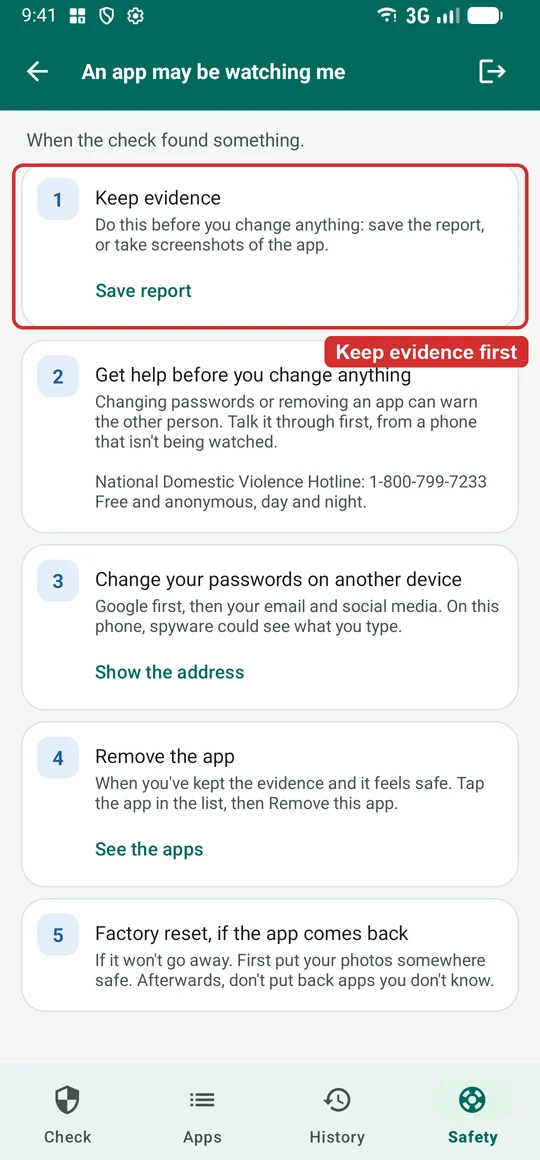 9:41
3G
An app may be watching me
When the check found something.
1
Keep evidence
Do this before you change anything: save the report,
or take screenshots of the app.
Save report
Keep evidence first
2
Get help before you change anything
Changing passwords or removing an app can warn
the other person. Talk it through first, from a phone
that isn't being watched.
National Domestic Violence Hotline: 1-800-799-7233
Free and anonymous, day and night.
3
Change your passwords on another device
Google first, then your email and social media. On this
phone, spyware could see what you type.
Show the address
4
Remove the app
When you've kept the evidence and it feels safe. Tap
the app in the list, then Remove this app.
See the apps
5
Factory reset, if the app comes back
If it won't go away. First put your photos somewhere
safe. Afterwards, don't put back apps you don't know.
Check
Apps
History
Safety